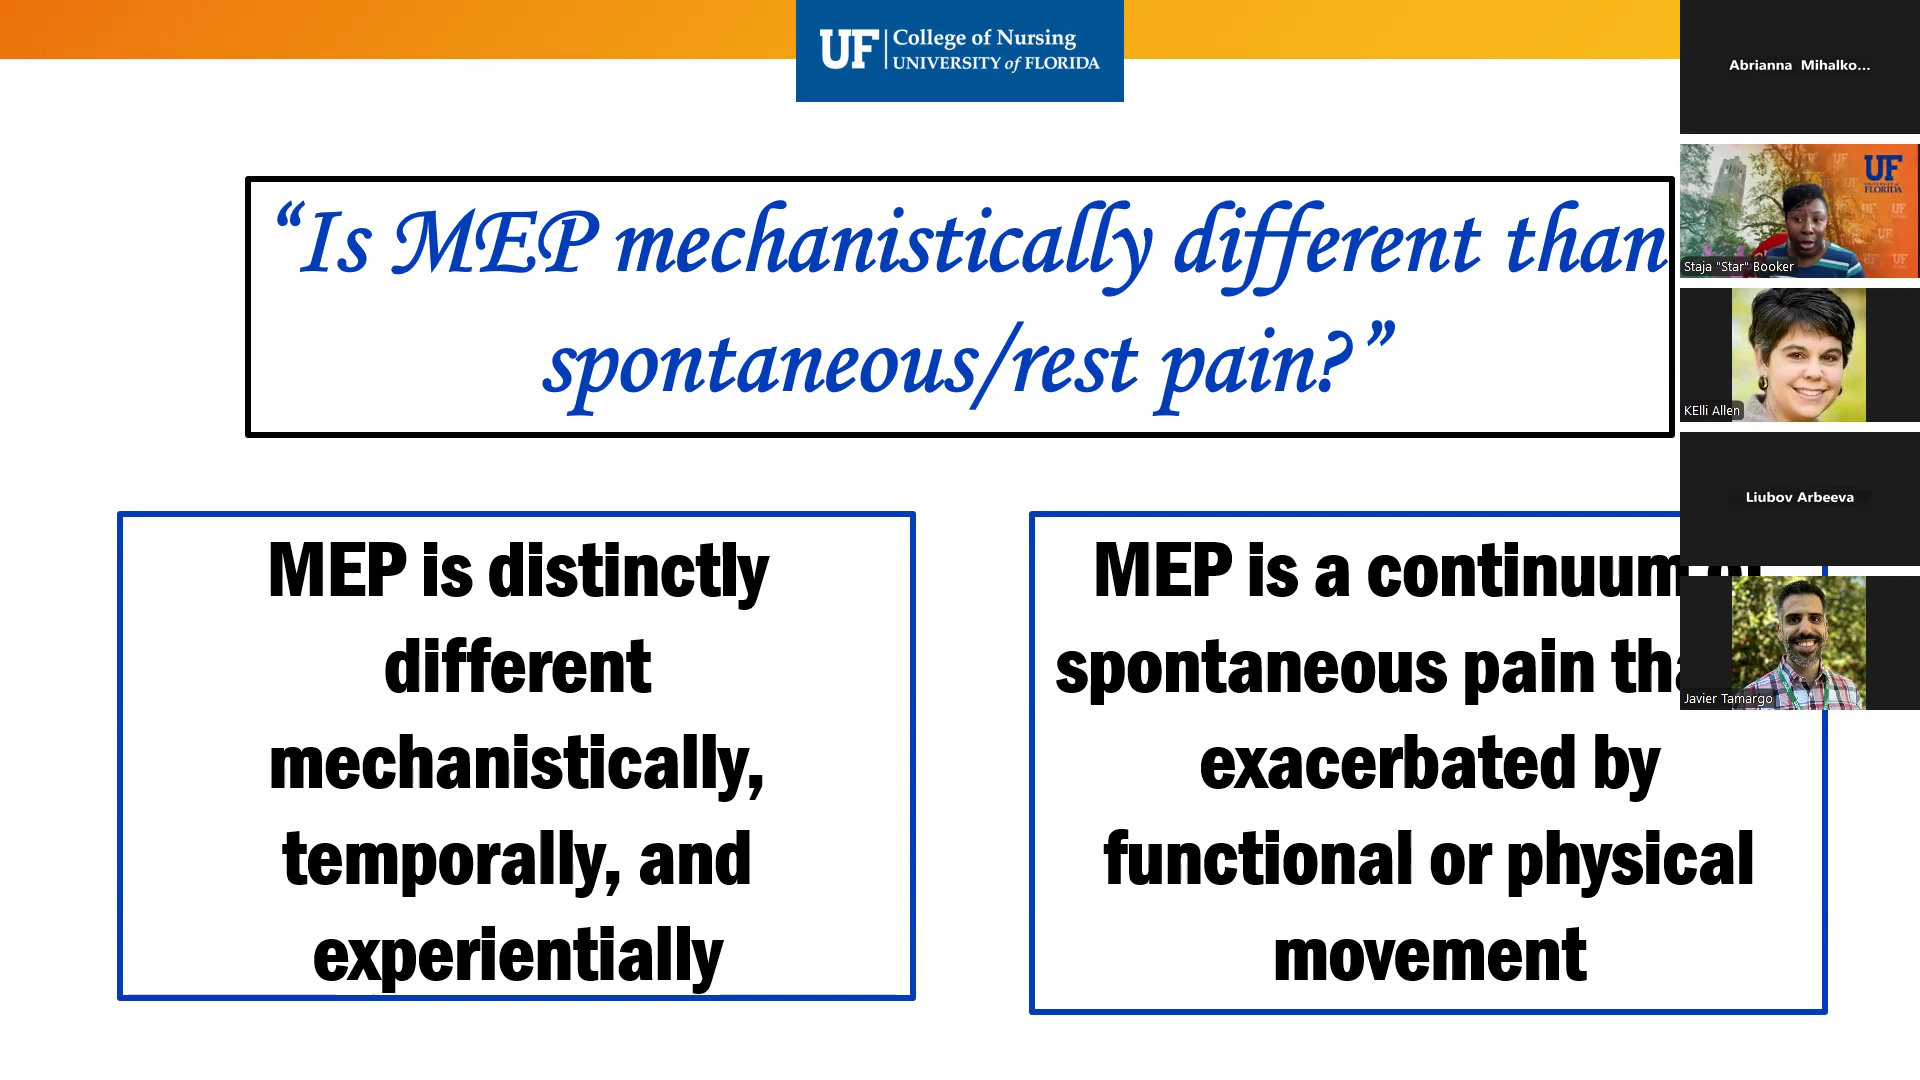 UF College of Nursing
UNIVERSITY of FLORIDA
“Is MEP mechanistically different than
spontaneous/rest pain?”
MEP is distinctly
different
mechanistically,
temporally, and
experientially
MEP is a continuum
spontaneous pain
exacerbated by
functional or physical
movement
Abrianna Mihalko...
UF
FLORIDA
Staja "Star" Booker
KElli Allen
Liubov Arbeeva
Javier Tamargo